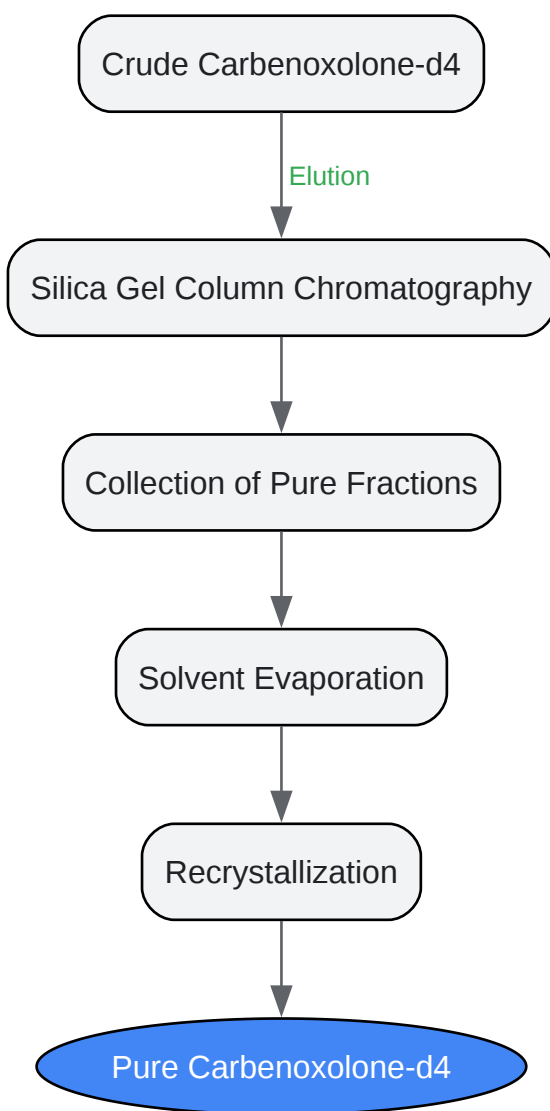 Crude Carbenoxolone-d4
Elution
Silica Gel Column Chromatography
Collection of Pure Fractions
Solvent Evaporation
Recrystallization
Pure Carbenoxolone-d4